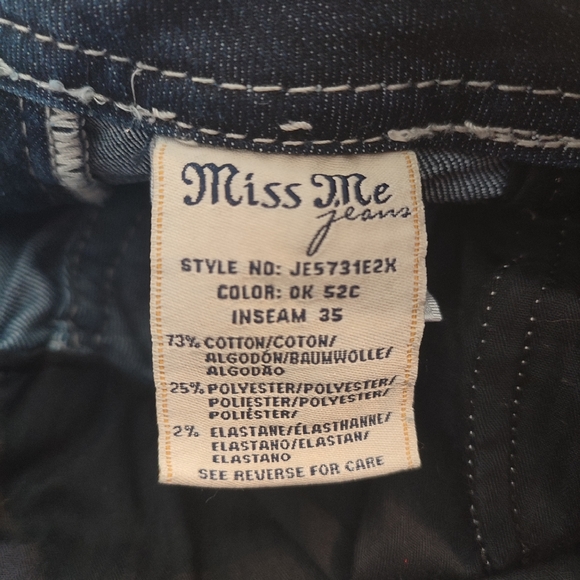 Miss Me
jeans
STYLE NO: JE5731E2X
COLOR: DK 52C
INSEAM 35
73% COTTON/COTTON/
ALGODÓN/BAUMWOLLE/
ALGODÃO
25% POLYESTER/POLYESTER/
POLIÉSTER/POLYESTER/
POLIÉSTER/
2% ELASTANE/ÉLASTHANNE/
ELASTANO/ELASTAN/
ELASTANO
SEE REVERSE FOR CARE